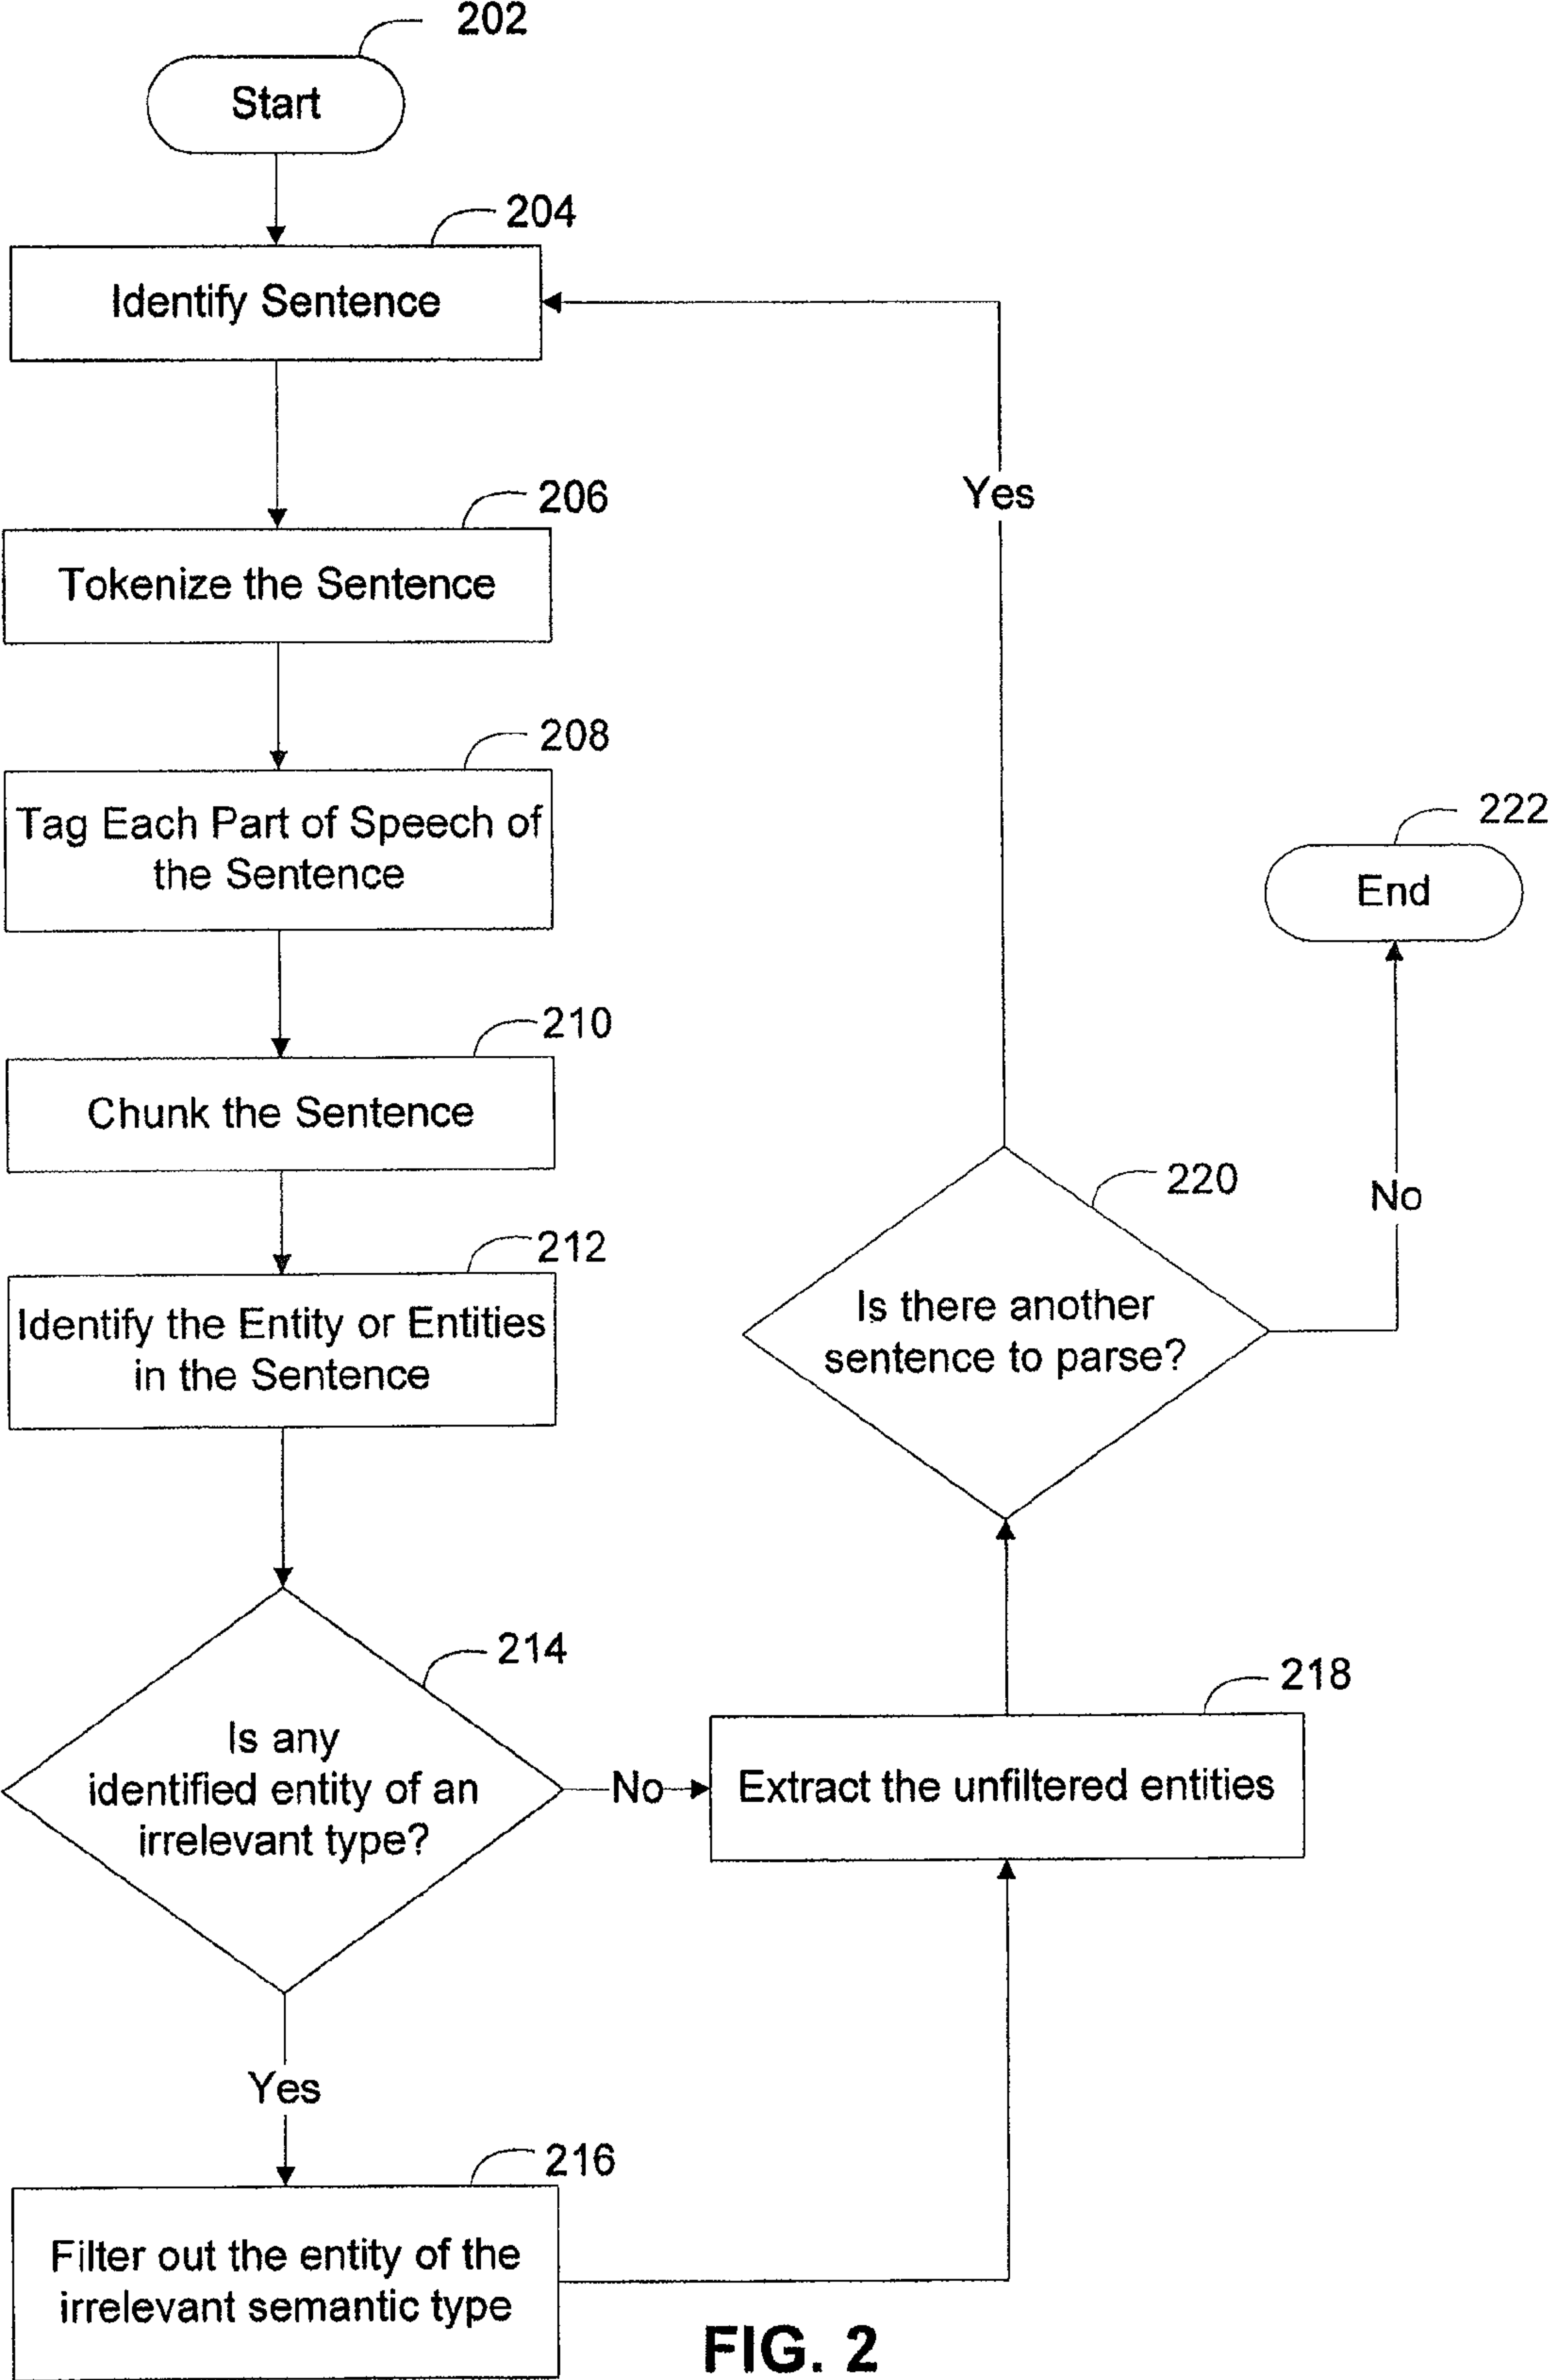 202
Start
204
Identify Sentence
206
Tokenize the Sentence
208
Tag Each Part of Speech of
the Sentence
210
Chunk the Sentence
212
Identify the Entity or Entities
in the Sentence
214
Is any
identified entity of an
irrelevant type?
No
Yes
216
Filter out the entity of the
irrelevant semantic type
218
Extract the unfiltered entities
220
Is there another
sentence to parse?
Yes
No
222
End
FIG. 2